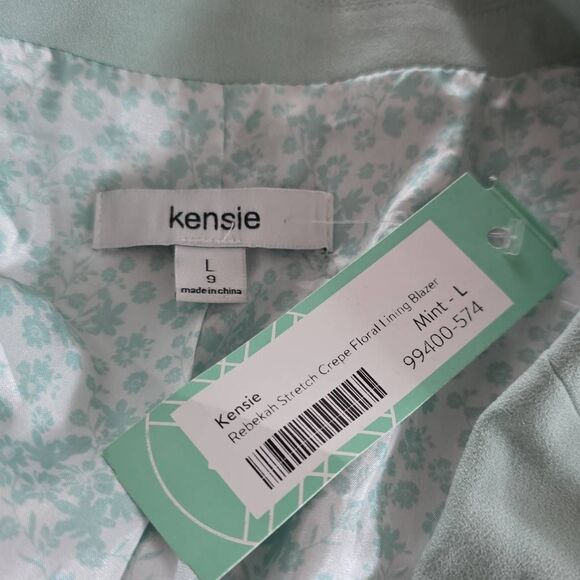 kensie
L
9
made in china
Kensie
Rebekah Stretch Crepe Floral Lining Blazer
Mint - L
99400-574